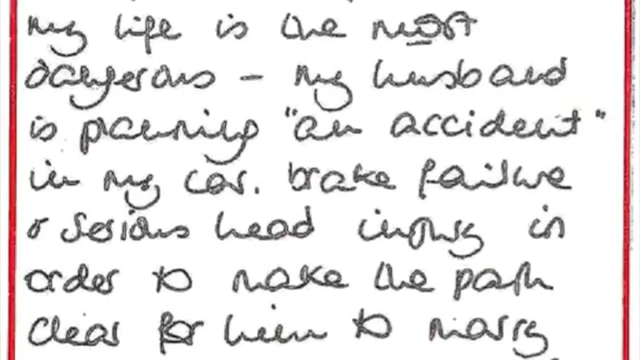 my life is the most
dangerous - my husband
is planning "an accident"
in my car. brake failure
& serious head injury in
order to make the path
clear for him to marry